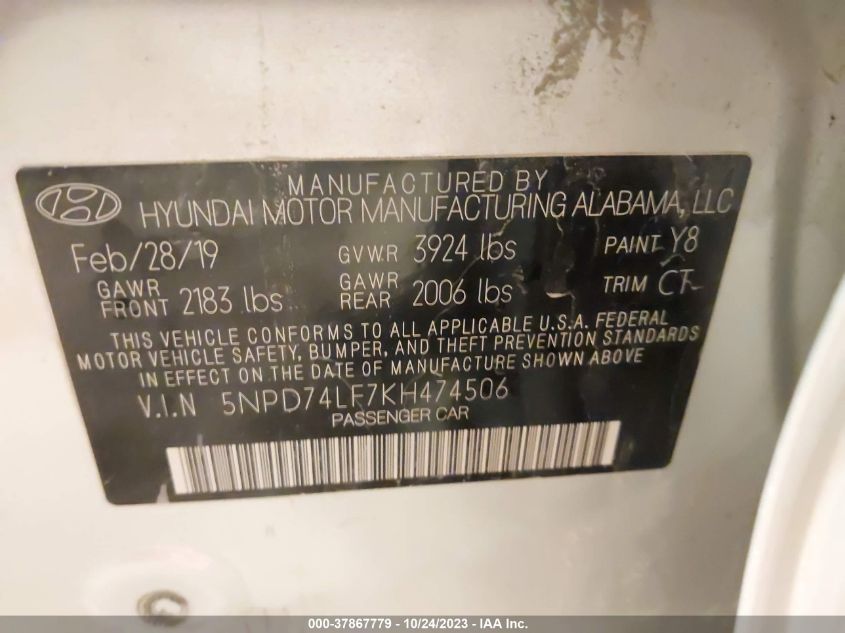 MANUFACTURED BY
HYUNDAI MOTOR MANUFACTURING ALABAMA, LLC
Feb/28/19 GVWR 3924 lbs PAINT Y8
GAWR FRONT 2183 lbs GAWR REAR 2006 lbs TRIM CT
THIS VEHICLE CONFORMS TO ALL APPLICABLE U.S.A. FEDERAL
MOTOR VEHICLE SAFETY, BUMPER, AND THEFT PREVENTION STANDARDS
IN EFFECT ON THE DATE OF MANUFACTURE SHOWN ABOVE
V.I.N 5NPD74LF7KH474506
PASSENGER CAR
000-37867779 - 10/24/2023 - IAA Inc.